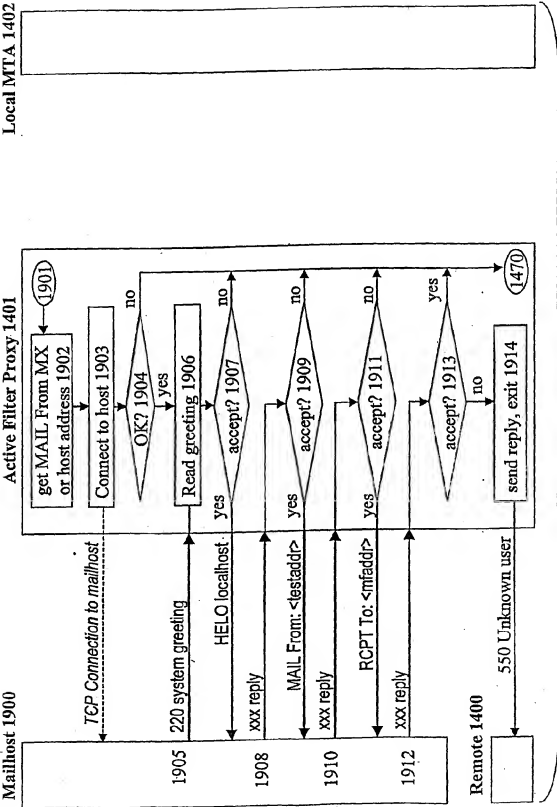 Mailhost 1900
Active Filter Proxy 1401
Local MTA 1402
1901
get MAIL From MX
or host address 1902
TCP Connection to mailhost
Connect to host 1903
OK? 1904
no
yes
1905
220 system greeting
Read greeting 1906
HELO localhost
yes
accept? 1907
no
1908
xxx reply
MAIL From: <testaddr>
yes
accept? 1909
no
1910
xxx reply
RCPT To: <mfaddr>
yes
accept? 1911
no
1912
xxx reply
accept? 1913
yes
no
Remote 1400
550 Unknown user
send reply, exit 1914
1470